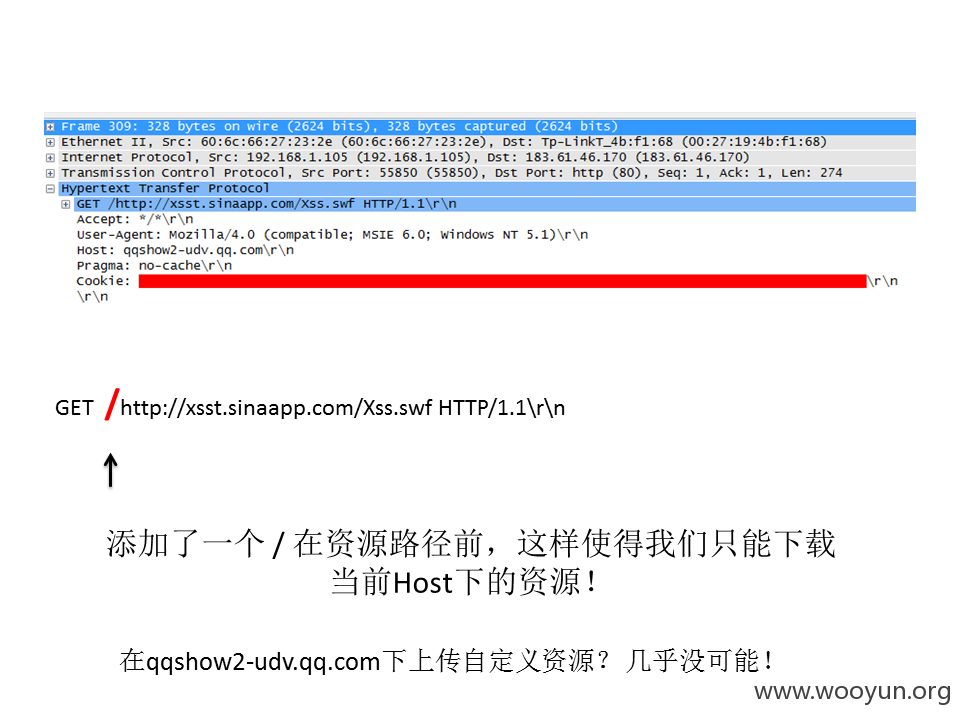 Frame 309: 328 bytes on wire (2624 bits), 328 bytes captured (2624 bits)
Ethernet II, Src: 60:6c:66:27:23:2e (60:6c:66:27:23:2e), Dst: Tp-LinkT_4b:f1:68 (00:27:19:4b:f1:68)
Internet Protocol, Src: 192.168.1.105 (192.168.1.105), Dst: 183.61.46.170 (183.61.46.170)
Transmission Control Protocol, Src Port: 55850 (55850), Dst Port: http (80), Seq: 1, Ack: 1, Len: 274
Hypertext Transfer Protocol
GET /http://xsst.sinaapp.com/Xss.swf HTTP/1.1\r\n
Accept: */*\r\n
User-Agent: Mozilla/4.0 (compatible; MSIE 6.0; Windows NT 5.1)\r\n
Host: qqshow2-udv.qq.com\r\n
Pragma: no-cache\r\n
Cookie: \r\n
\r\n
GET /http://xsst.sinaapp.com/Xss.swf HTTP/1.1\r\n
添加了一个 / 在资源路径前，这样使得我们只能下载
当前Host下的资源！
在qqshow2-udv.qq.com下上传自定义资源？几乎没可能！
www.wooyun.org